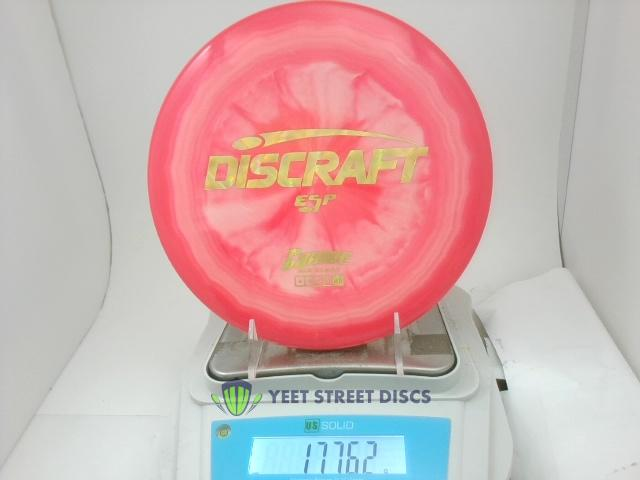 DISCRAFT
ESP
YEET STREET DISCS
US SOLID
177.62 g